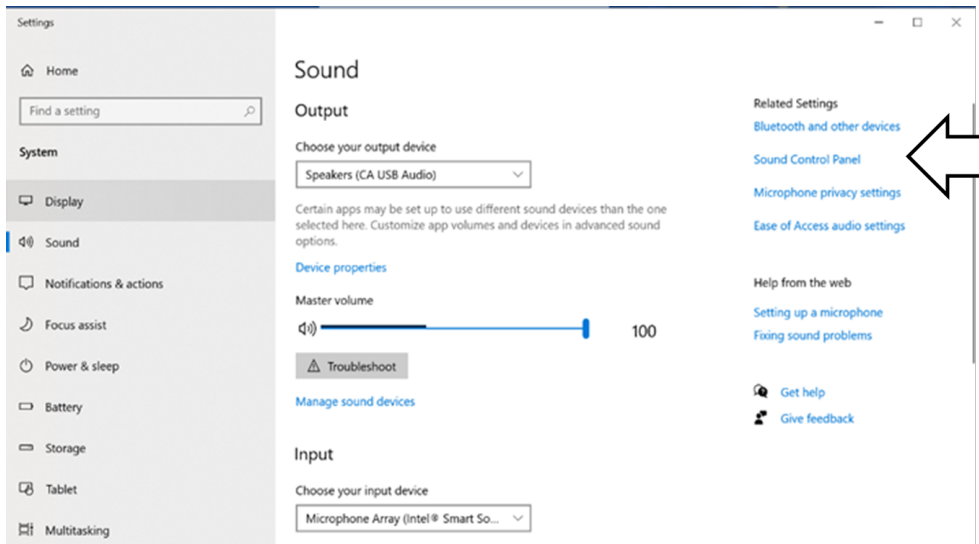 Settings
Home
Find a setting
System
Display
Sound
Notifications & actions
Focus assist
Power & sleep
Battery
Storage
Tablet
Multitasking
Sound
Output
Choose your output device
Speakers (CA USB Audio)
Certain apps may be set up to use different sound devices than the one
selected here. Customize app volumes and devices in advanced sound
options.
Device properties
Master volume
100
Troubleshoot
Manage sound devices
Input
Choose your input device
Microphone Array (Intel® Smart So...
Related Settings
Bluetooth and other devices
Sound Control Panel
Microphone privacy settings
Ease of Access audio settings
Help from the web
Setting up a microphone
Fixing sound problems
Get help
Give feedback